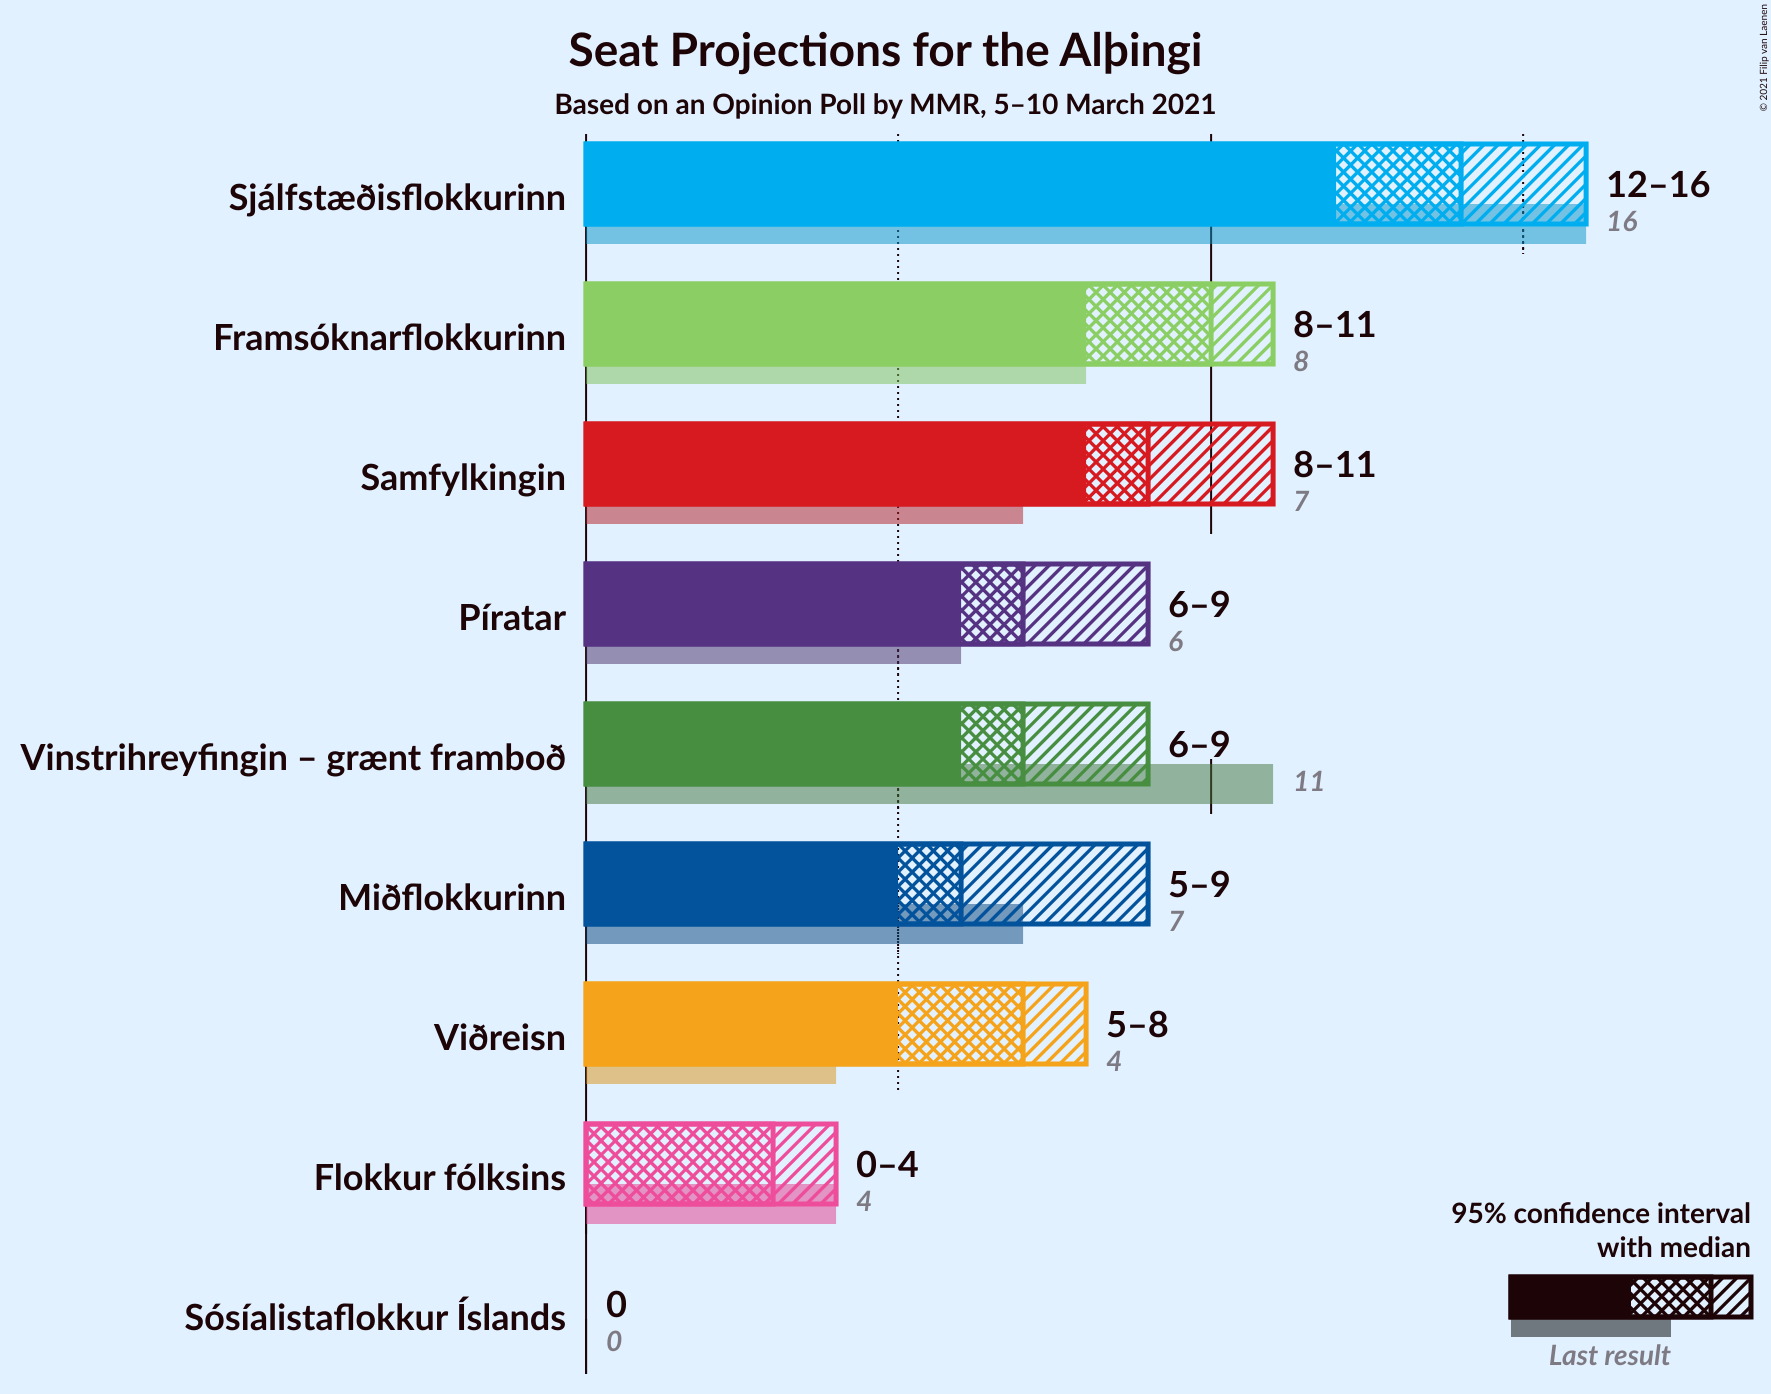 Seat Projections for the Alþingi
Based on an Opinion Poll by MMR, 5–10 March 2021
© 2021 Filip van Laenen
Sjálfstæðisflokkurinn
12–16
16
Framsóknarflokkurinn
8–11
8
Samfylkingin
8–11
7
Píratar
6–9
6
Vinstrihreyfingin – grænt framboð
6–9
11
Miðflokkurinn
5–9
7
Viðreisn
5–8
4
Flokkur fólksins
0–4
4
Sósíalistaflokkur Íslands
0
0
95% confidence interval
with median
Last result